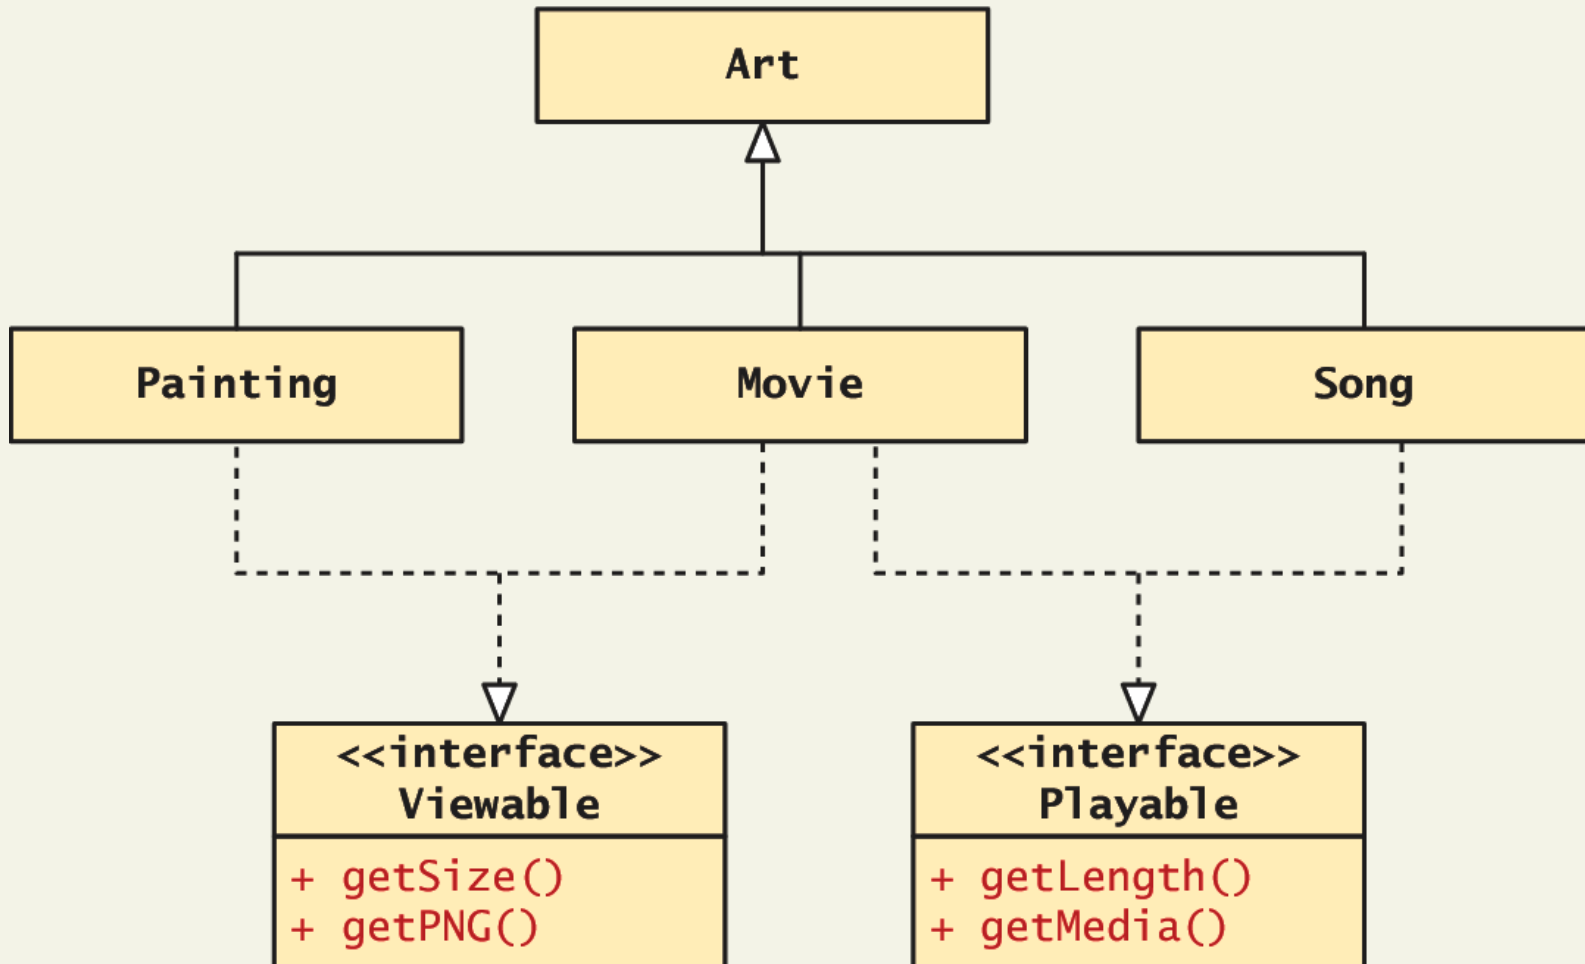 Art
Painting
Movie
Song
<<interface>>
Viewable
+ getSize()
+ getPNG()
<<interface>>
Playable
+ getLength()
+ getMedia()